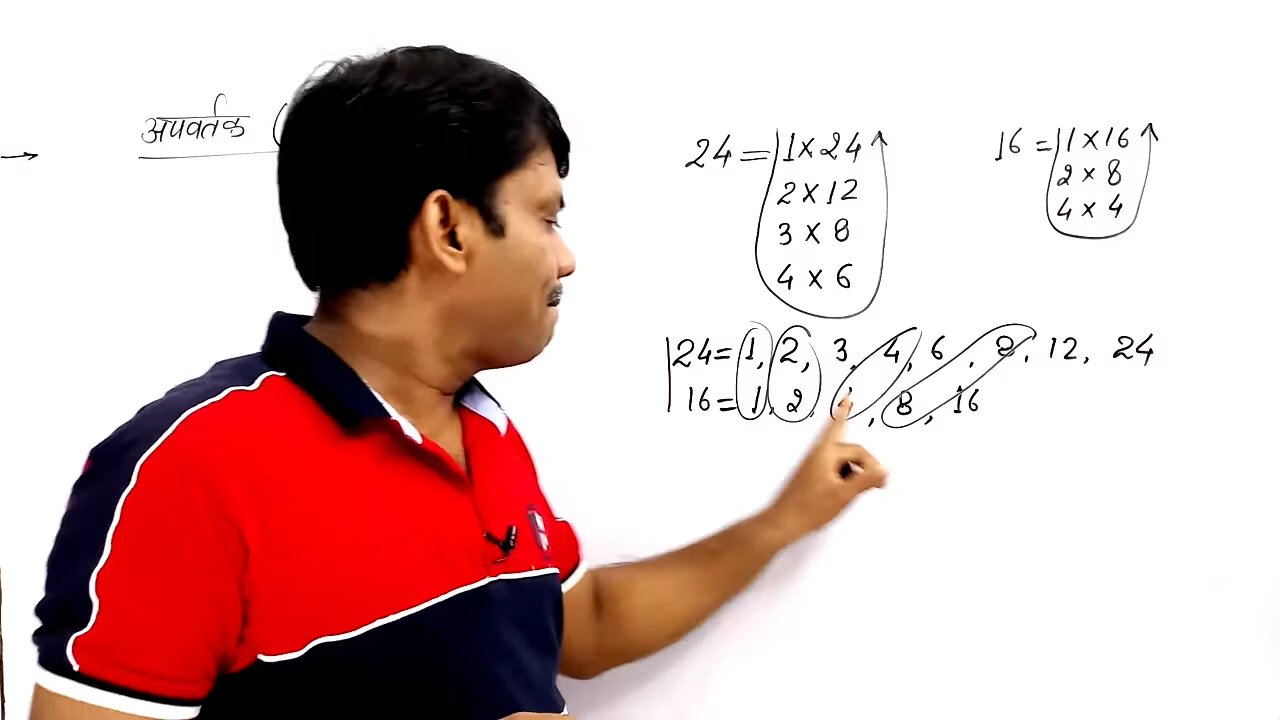 अपवर्तक (
24 = 1 x 24
2 x 12
3 x 8
4 x 6
16 = 1 x 16
2 x 8
4 x 4
24 = 1, 2, 3, 4, 6, 8, 12, 24
16 = 1, 2, , 8, 16